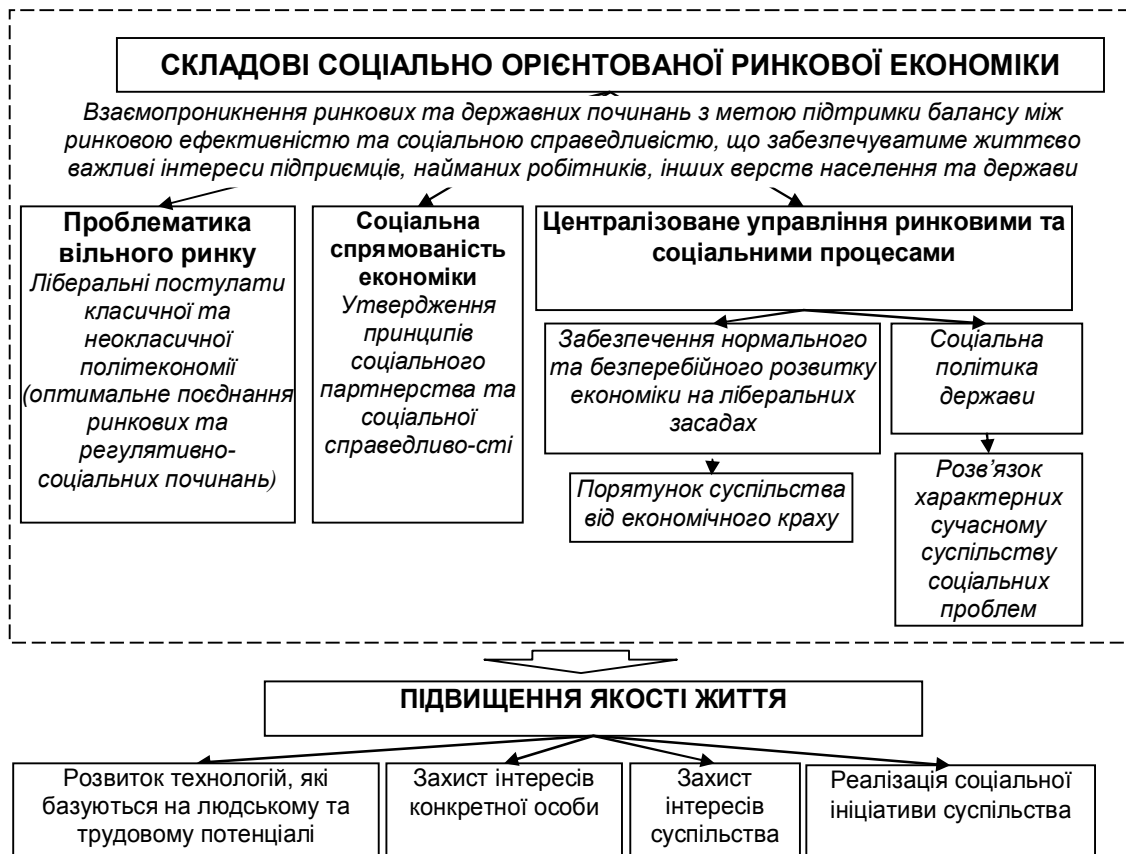 СКЛАДОВІ СОЦІАЛЬНО ОРІЄНТОВАНОЇ РИНКОВОЇ ЕКОНОМІКИ
Взаємопроникнення ринкових та державних починань з метою підтримки балансу між
ринковою ефективністю та соціальною справедливістю, що забезпечуватиме життєво
важливі інтереси підприємців, найманих робітників, інших верств населення та держави
Проблематика
вільного ринку
Ліберальні постулати
класичної та
неокласичної
політекономії
(оптимальне поєднання
ринкових та
регулятивно-
соціальних починань)
Соціальна
спрямованість
економіки
Утвердження
принципів
соціального
партнерства та
соціальної
справедливо-сті
Централізоване управління ринковими та
соціальними процесами
Забезпечення нормального
та безперебійного розвитку
економіки на ліберальних
засадах
Соціальна
політика
держави
Порятунок суспільства
від економічного краху
Розв’язок
характерних
сучасному
суспільству
соціальних
проблем
ПІДВИЩЕННЯ ЯКОСТІ ЖИТТЯ
Розвиток технологій, які
базуються на людському та
трудовому потенціалі
Захист інтересів
конкретної особи
Захист
інтересів
суспільства
Реалізація соціальної
ініціативи суспільства